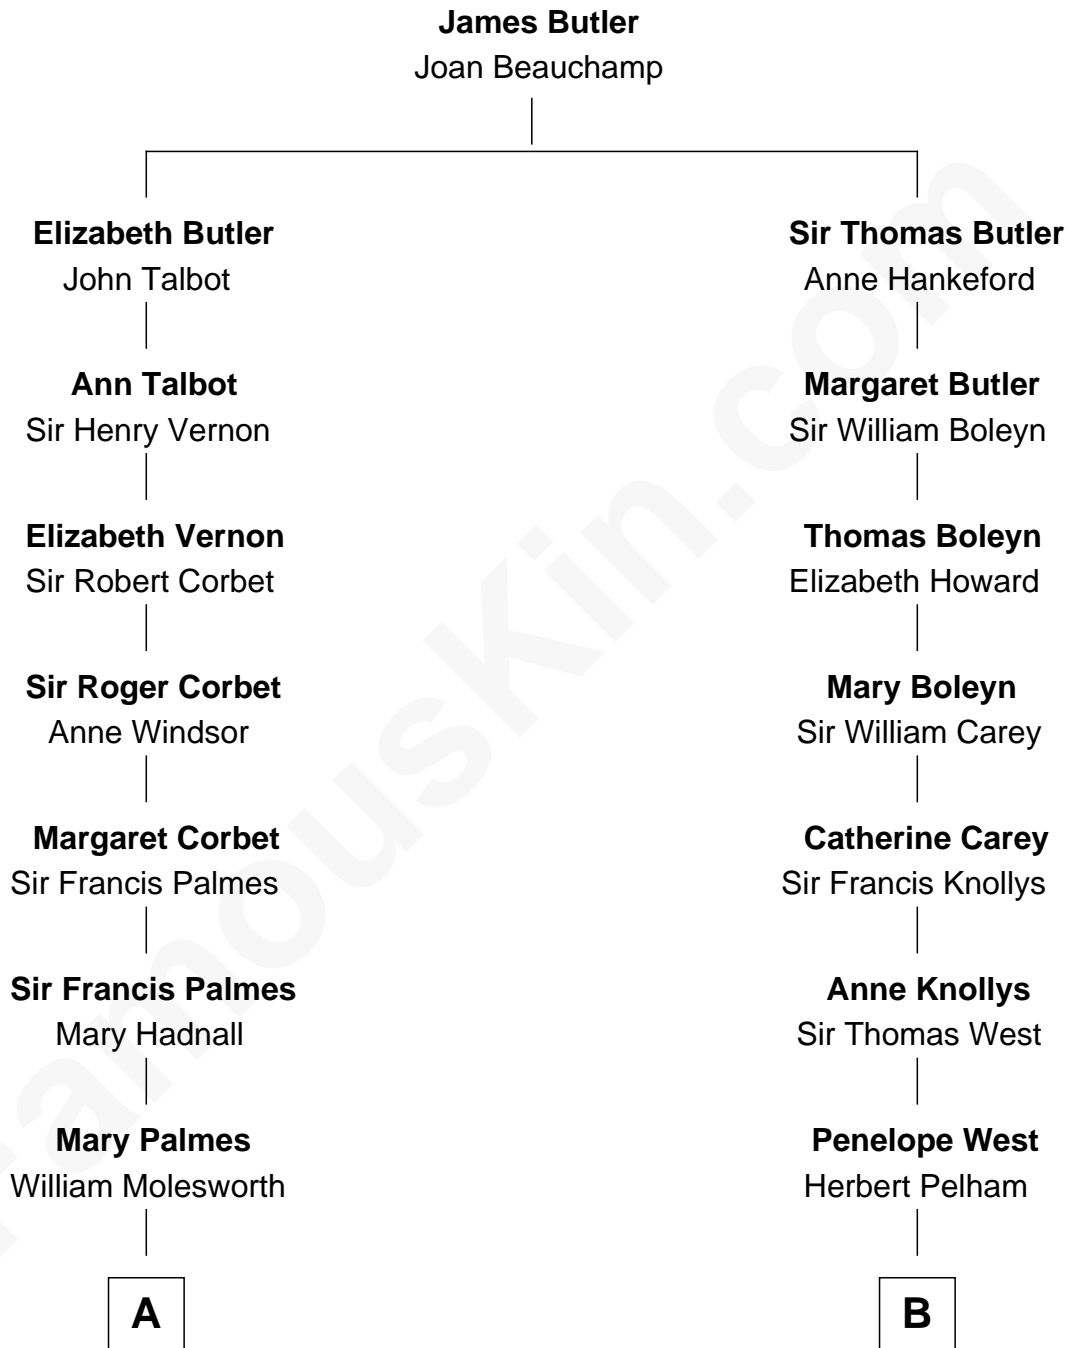 James Butler
Joan Beauchamp
Elizabeth Butler
John Talbot
Sir Thomas Butler
Anne Hankeford
Ann Talbot
Sir Henry Vernon
Margaret Butler
Sir William Boleyn
Elizabeth Vernon
Sir Robert Corbet
Thomas Boleyn
Elizabeth Howard
Sir Roger Corbet
Anne Windsor
Mary Boleyn
Sir William Carey
Margaret Corbet
Sir Francis Palmes
Catherine Carey
Sir Francis Knollys
Sir Francis Palmes
Mary Hadnall
Anne Knollys
Sir Thomas West
Mary Palmes
William Molesworth
Penelope West
Herbert Pelham
A
B
FamousKin.com